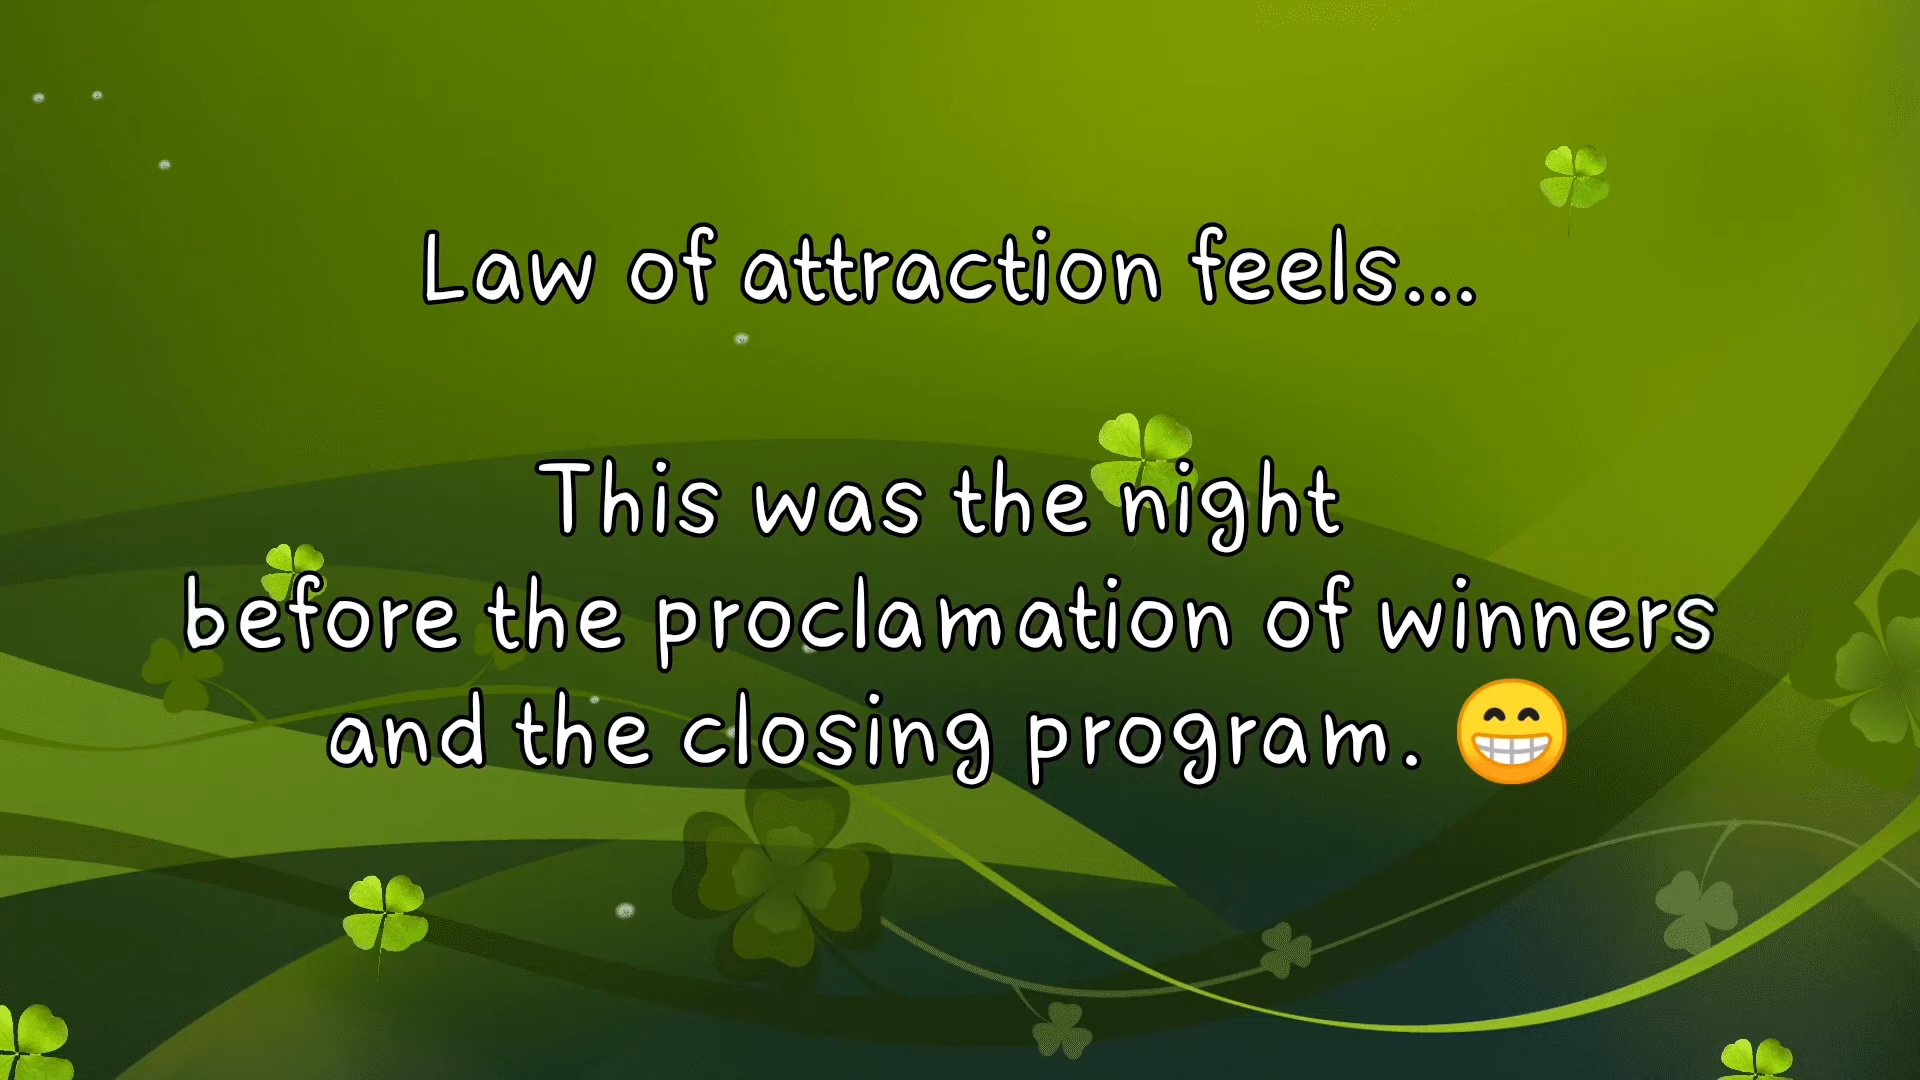 Law of attraction feels...
This was the night
before the proclamation of winners
and the closing program. 😁